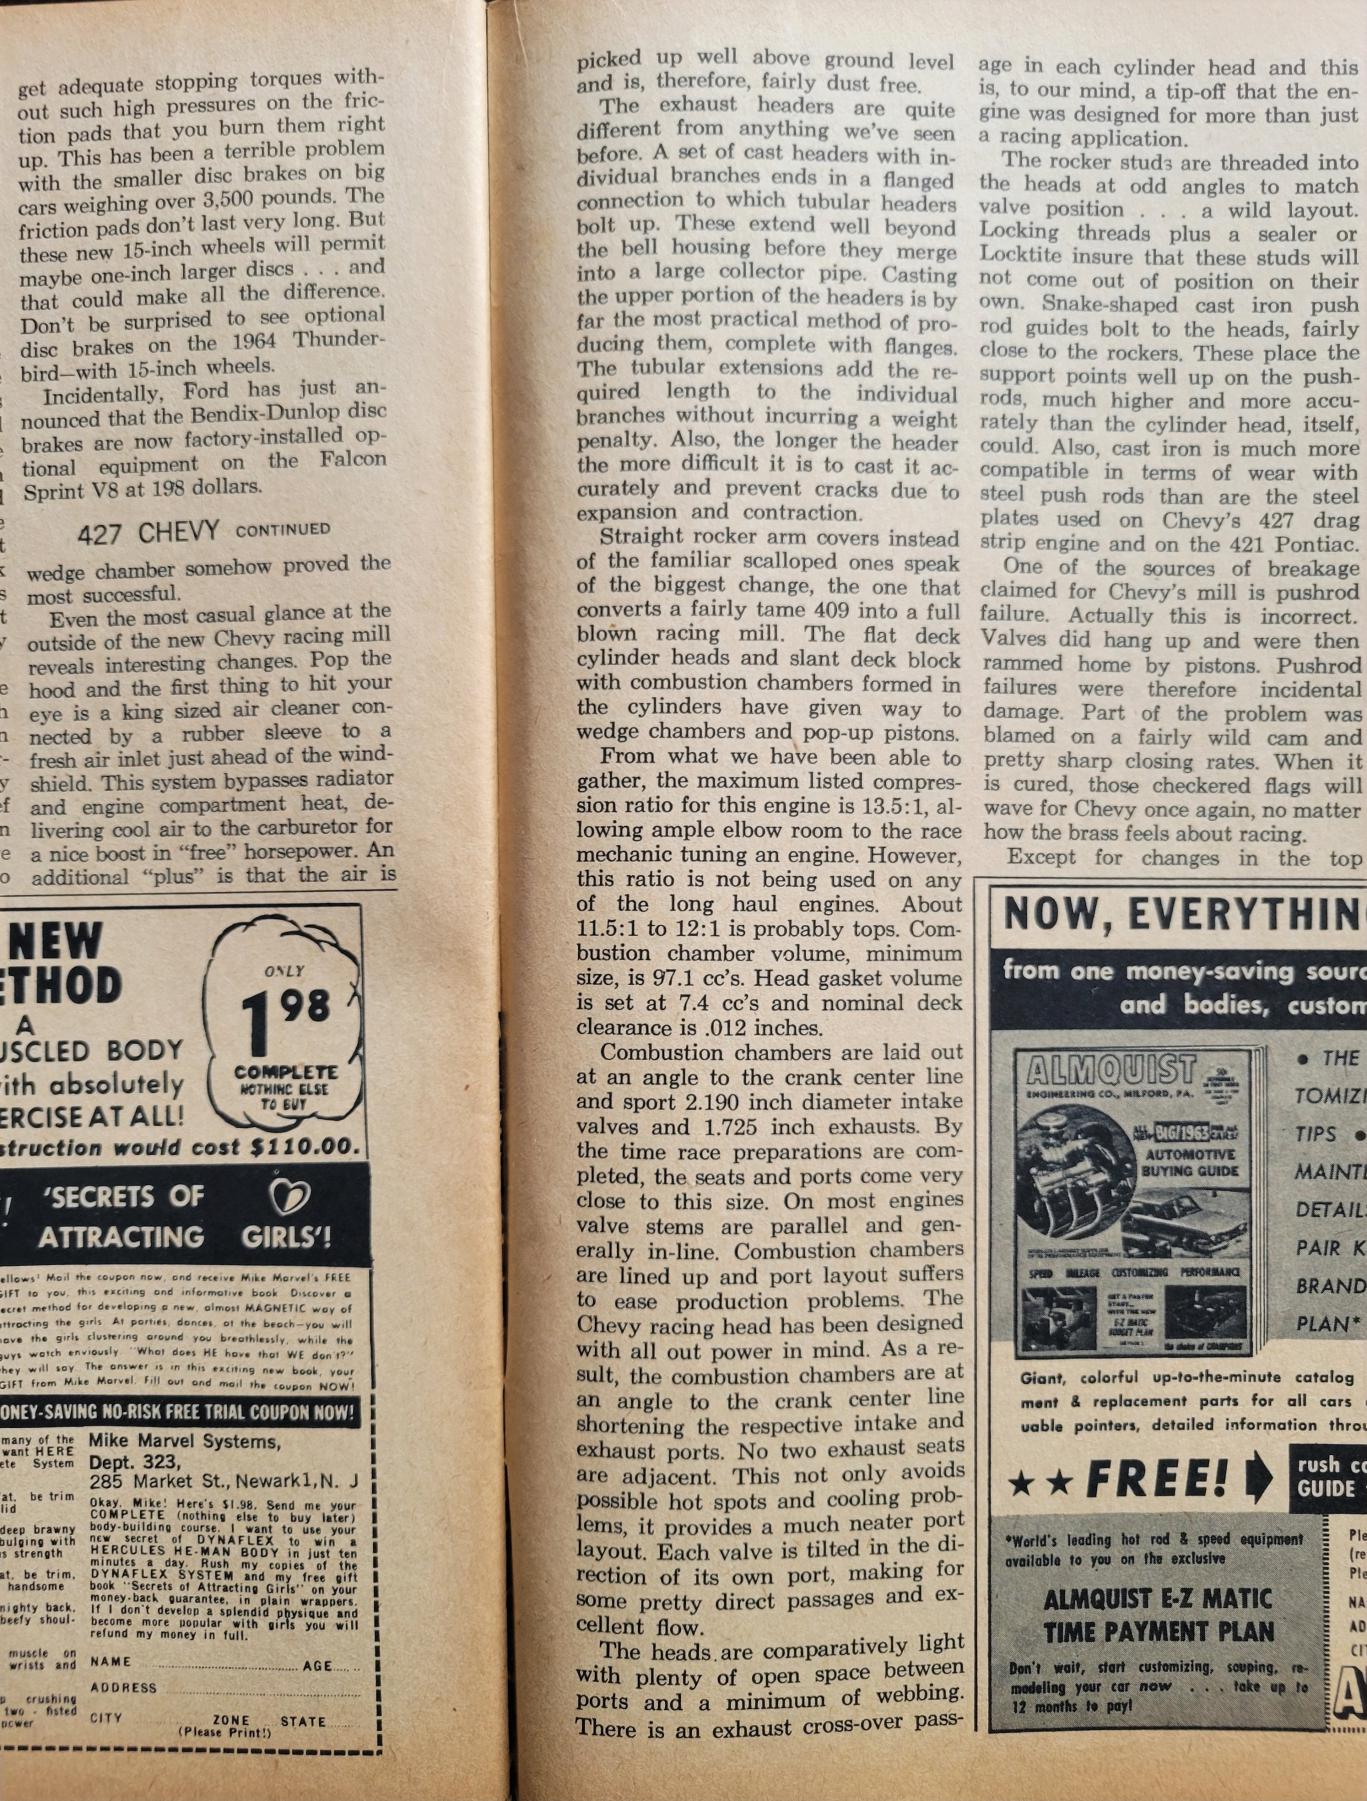 get adequate stopping torques with-
out such high pressures on the fric-
tion pads that you burn them right
up. This has been a terrible problem
with the smaller disc brakes on big
cars weighing over 3,500 pounds. The
friction pads don't last very long. But
these new 15-inch wheels will permit
maybe one-inch larger discs . . . and
that could make all the difference.
Don't be surprised to see optional
disc brakes on the 1964 Thunder-
bird—with 15-inch wheels.
Incidentally, Ford has just an-
nounced that the Bendix-Dunlop disc
brakes are now factory-installed op-
tional equipment on the Falcon
Sprint V8 at 198 dollars.
427 CHEVY CONTINUED
wedge chamber somehow proved the
most successful.
Even the most casual glance at the
outside of the new Chevy racing mill
reveals interesting changes. Pop the
hood and the first thing to hit your
eye is a king sized air cleaner con-
nected by a rubber sleeve to a
fresh air inlet just ahead of the wind-
shield. This system bypasses radiator
and engine compartment heat, de-
livering cool air to the carburetor for
a nice boost in "free" horsepower. An
additional "plus" is that the air is
NEW
ETHOD
A
USCLED BODY
ith absolutely
ERCISE AT ALL!
struction would cost $110.00.
ONLY
1 98
COMPLETE
NOTHING ELSE
TO BUY
'SECRETS OF
ATTRACTING GIRLS'!
ellows! Mail the coupon now, and receive Mike Marvel's FREE
GIFT to you, this exciting and informative book Discover a
ecret method for developing a new, almost MAGNETIC way of
ttracting the girls. At parties, dances, at the beach—you will
ave the girls clustering around you breathlessly, while the
guys watch enviously "What does HE have that WE don't?"
hey will say. The answer is in this exciting new book, your
GIFT from Mike Marvel. Fill out and mail the coupon NOW!
ONEY-SAVING NO-RISK FREE TRIAL COUPON NOW!
many of the
want HERE
ete System
at. be trim
lid
deep brawny
bulging with
s strength
at. be trim,
handsome
nighty back,
beefy shoul-
muscle on
wrists and
p crushing
two - fisted
power
Mike Marvel Systems,
Dept. 323,
285 Market St., Newark 1, N. J
Okay, Mike! Here's $1.98. Send me your
COMPLETE (nothing else to buy later)
body-building course. I want to use your
new secret of DYNAFLEX to win a
HERCULES HE-MAN BODY in just ten
minutes a day. Rush my copies of the
DYNAFLEX SYSTEM and my free gift
book "Secrets of Attracting Girls" on your
money-back guarantee, in plain wrappers.
If I don't develop a splendid physique and
become more popular with girls you will
refund my money in full.
NAME AGE
ADDRESS
CITY ZONE STATE
(Please Print!)
picked up well above ground level
and is, therefore, fairly dust free.
The exhaust headers are quite
different from anything we've seen
before. A set of cast headers with in-
dividual branches ends in a flanged
connection to which tubular headers
bolt up. These extend well beyond
the bell housing before they merge
into a large collector pipe. Casting
the upper portion of the headers is by
far the most practical method of pro-
ducing them, complete with flanges.
The tubular extensions add the re-
quired length to the individual
branches without incurring a weight
penalty. Also, the longer the header
the more difficult it is to cast it ac-
curately and prevent cracks due to
expansion and contraction.
Straight rocker arm covers instead
of the familiar scalloped ones speak
of the biggest change, the one that
converts a fairly tame 409 into a full
blown racing mill. The flat deck
cylinder heads and slant deck block
with combustion chambers formed in
the cylinders have given way to
wedge chambers and pop-up pistons.
From what we have been able to
gather, the maximum listed compres-
sion ratio for this engine is 13.5:1, al-
lowing ample elbow room to the race
mechanic tuning an engine. However,
this ratio is not being used on any
of the long haul engines. About
11.5:1 to 12:1 is probably tops. Com-
bustion chamber volume, minimum
size, is 97.1 cc's. Head gasket volume
is set at 7.4 cc's and nominal deck
clearance is .012 inches.
Combustion chambers are laid out
at an angle to the crank center line
and sport 2.190 inch diameter intake
valves and 1.725 inch exhausts. By
the time race preparations are com-
pleted, the seats and ports come very
close to this size. On most engines
valve stems are parallel and gen-
erally in-line. Combustion chambers
are lined up and port layout suffers
to ease production problems. The
Chevy racing head has been designed
with all out power in mind. As a re-
sult, the combustion chambers are at
an angle to the crank center line
shortening the respective intake and
exhaust ports. No two exhaust seats
are adjacent. This not only avoids
possible hot spots and cooling prob-
lems, it provides a much neater port
layout. Each valve is tilted in the di-
rection of its own port, making for
some pretty direct passages and ex-
cellent flow.
The heads are comparatively light
with plenty of open space between
ports and a minimum of webbing.
There is an exhaust cross-over pass-
age in each cylinder head and this
is, to our mind, a tip-off that the en-
gine was designed for more than just
a racing application.
The rocker studs are threaded into
the heads at odd angles to match
valve position . . . a wild layout.
Locking threads plus a sealer or
Locktite insure that these studs will
not come out of position on their
own. Snake-shaped cast iron push
rod guides bolt to the heads, fairly
close to the rockers. These place the
support points well up on the push-
rods, much higher and more accu-
rately than the cylinder head, itself,
could. Also, cast iron is much more
compatible in terms of wear with
steel push rods than are the steel
plates used on Chevy's 427 drag
strip engine and on the 421 Pontiac.
One of the sources of breakage
claimed for Chevy's mill is pushrod
failure. Actually this is incorrect.
Valves did hang up and were then
rammed home by pistons. Pushrod
failures were therefore incidental
damage. Part of the problem was
blamed on a fairly wild cam and
pretty sharp closing rates. When it
is cured, those checkered flags will
wave for Chevy once again, no matter
how the brass feels about racing.
Except for changes in the top
NOW, EVERYTHIN
from one money-saving sourc
and bodies, custom
ALMQUIST
ENGINEERING CO., MILFORD, PA.
BIG! 1963
AUTOMOTIVE
BUYING GUIDE
SPEED MILEAGE CUSTOMIZING PERFORMANCE
E-Z MATIC
BUDGET PLAN
• THE
TOMIZI
TIPS •
MAINTE
DETAILS
PAIR K
BRAND
PLAN*
Giant, colorful up-to-the-minute catalog
ment & replacement parts for all cars
uable pointers, detailed information throu
★ ★ FREE!
rush co
GUIDE
*World's leading hot rod & speed equipment
available to you on the exclusive
ALMQUIST E-Z MATIC
TIME PAYMENT PLAN
Don't wait, start customizing, souping, re-
modeling your car now . . . take up to
12 months to pay!
Ple
(re
Ple
NA
AD
CIT
A